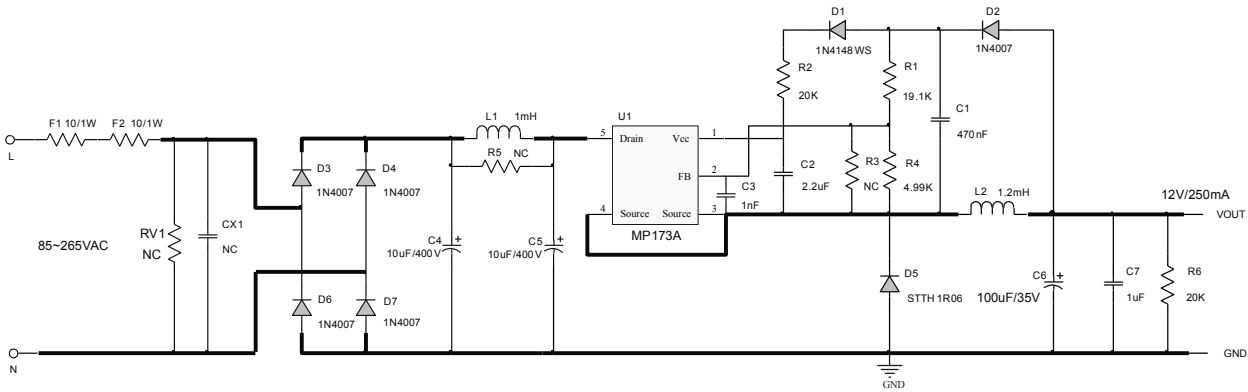 D1
1N4148WS
D2
1N4007
R2
20K
R1
19.1K
C1
470nF
F1 10/1W
F2 10/1W
L
L1
1mH
R5
NC
U1
5
Drain
Vcc
1
FB
2
4
Source
Source
3
MP173A
C2
2.2uF
R3
NC
R4
4.99K
C3
1nF
L2
1.2mH
12V/250mA
VOUT
D3
1N4007
D4
1N4007
85~265VAC
RV1
NC
CX1
NC
C4
+
10uF/400V
C5
+
10uF/400V
D5
STTH1R06
C6
+
100uF/35V
C7
1uF
R6
20K
D6
1N4007
D7
1N4007
N
GND
GND